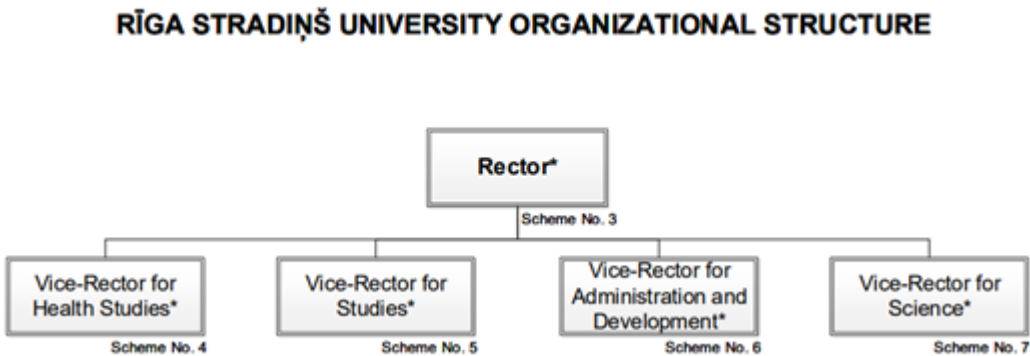 RĪGA STRADIŅŠ UNIVERSITY ORGANIZATIONAL STRUCTURE
Rector*
Scheme No. 3
Vice-Rector for
Health Studies*
Scheme No. 4
Vice-Rector for
Studies*
Scheme No. 5
Vice-Rector for
Administration and
Development*
Scheme No. 6
Vice-Rector for
Science*
Scheme No. 7